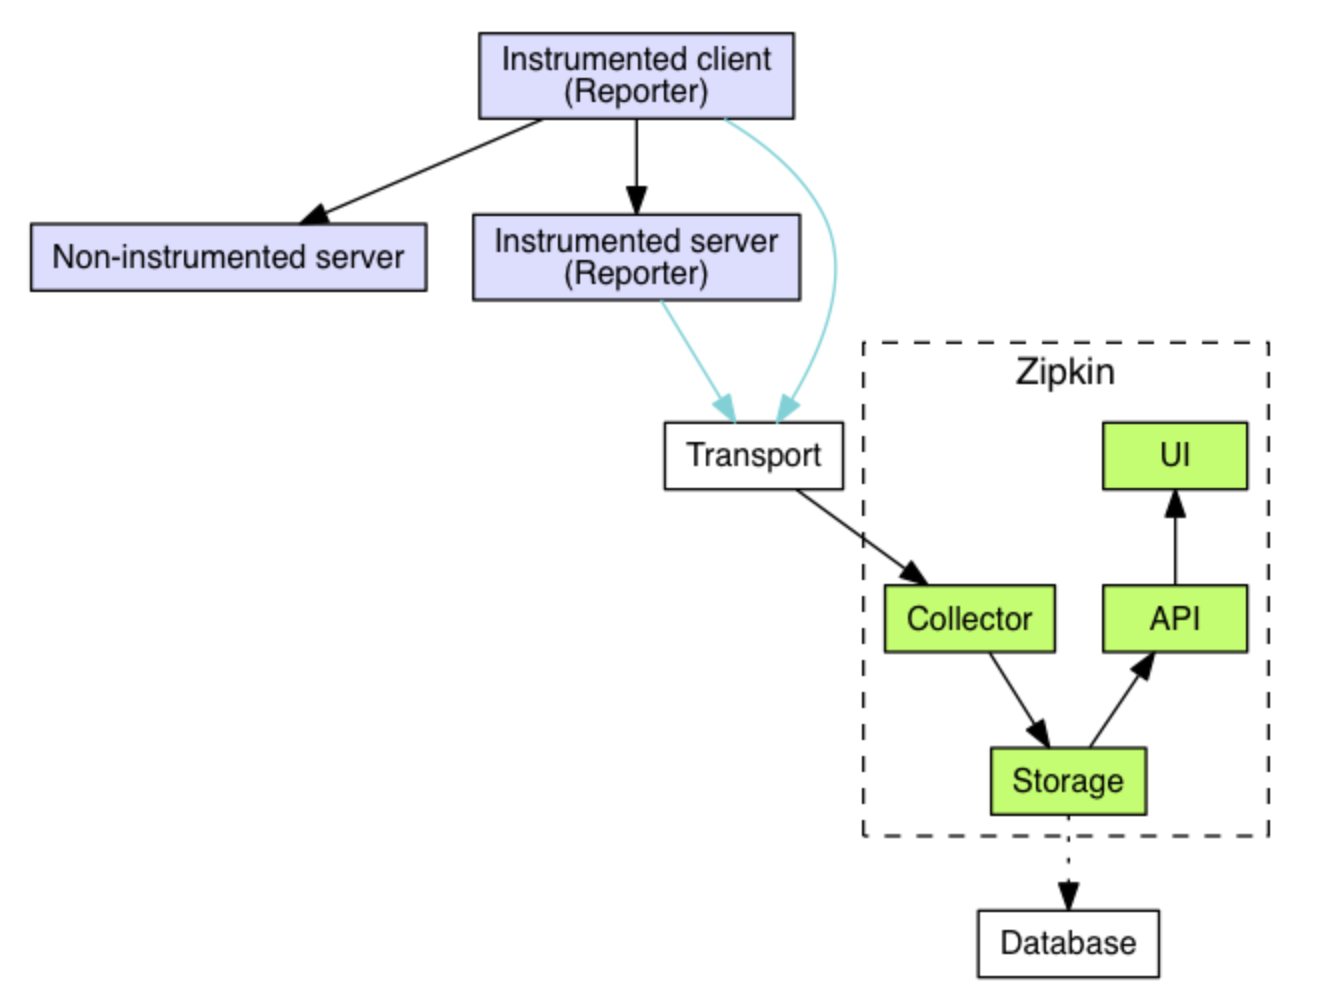 Instrumented client
(Reporter)
Non-instrumented server
Instrumented server
(Reporter)
Zipkin
Transport
UI
Collector
API
Storage
Database